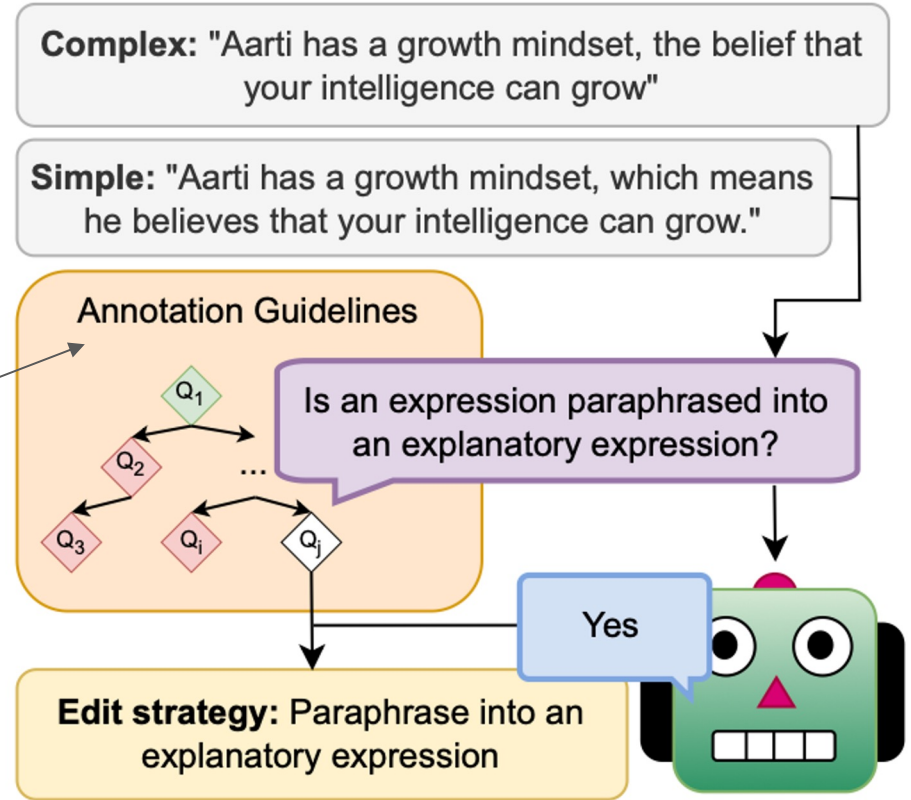 Complex: "Aarti has a growth mindset, the belief that
your intelligence can grow"
Simple: "Aarti has a growth mindset, which means
he believes that your intelligence can grow."
Annotation Guidelines
Q1
Q2
...
Q3
Qi
Qj
Is an expression paraphrased into
an explanatory expression?
Yes
Edit strategy: Paraphrase into an
explanatory expression